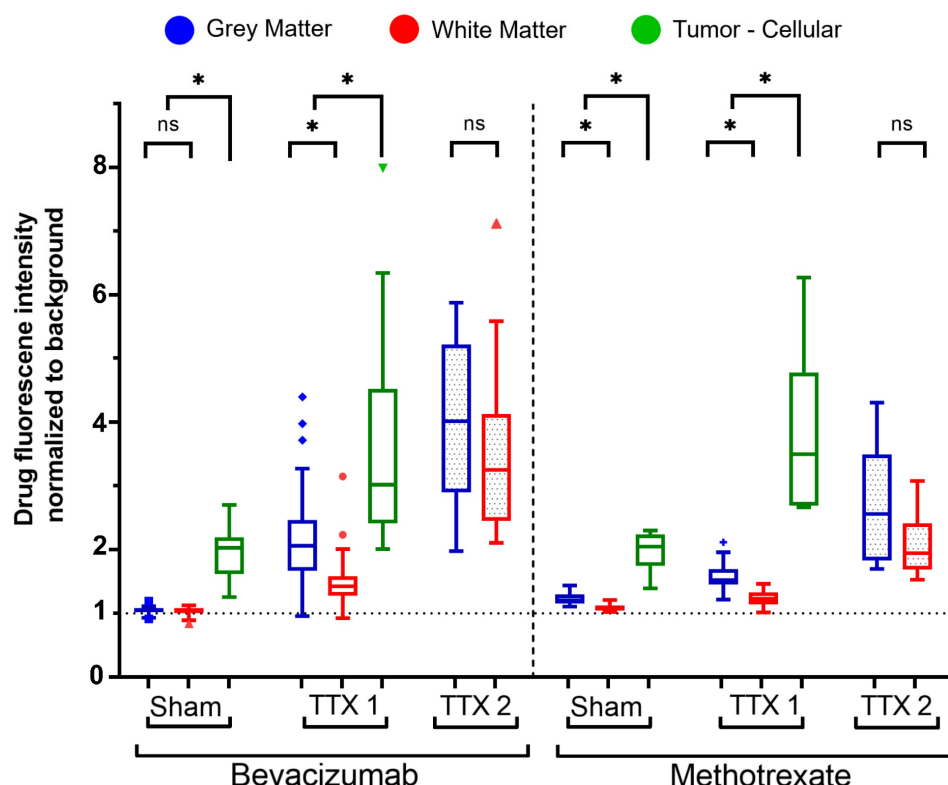 Grey Matter
White Matter
Tumor - Cellular
* * * *
ns * ns * * ns
8
6
4
2
1
0
Drug fluorescene intensity
normalized to background
Sham TTX 1 TTX 2 Sham TTX 1 TTX 2
Bevacizumab Methotrexate